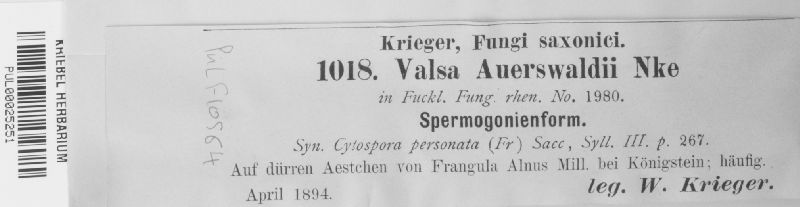 Krieger, Fungi saxonici.
1018. Valsa Auerswaldii Nke
in Fuckl. Fung. rhen. No. 1980.
Spermogonienform.
Syn. Cytospora personata (Fr) Sacc, Syll. III. p. 267.
Auf dürren Aestchen von Frangula Alnus Mill. bei Königstein; häufig.
April 1894.
leg. W. Krieger.
KRIEBEL HERBARIUM
PUL00025251
PUL F10564